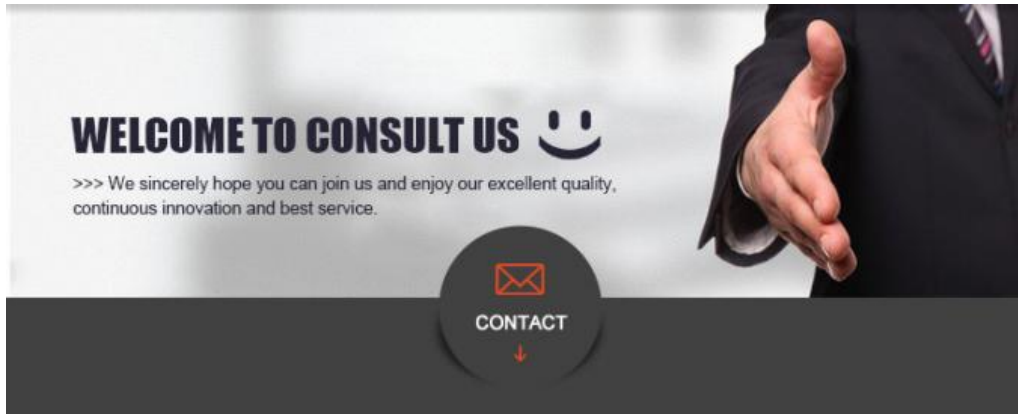 WELCOME TO CONSULT US
>>> We sincerely hope you can join us and enjoy our excellent quality,
continuous innovation and best service.
CONTACT